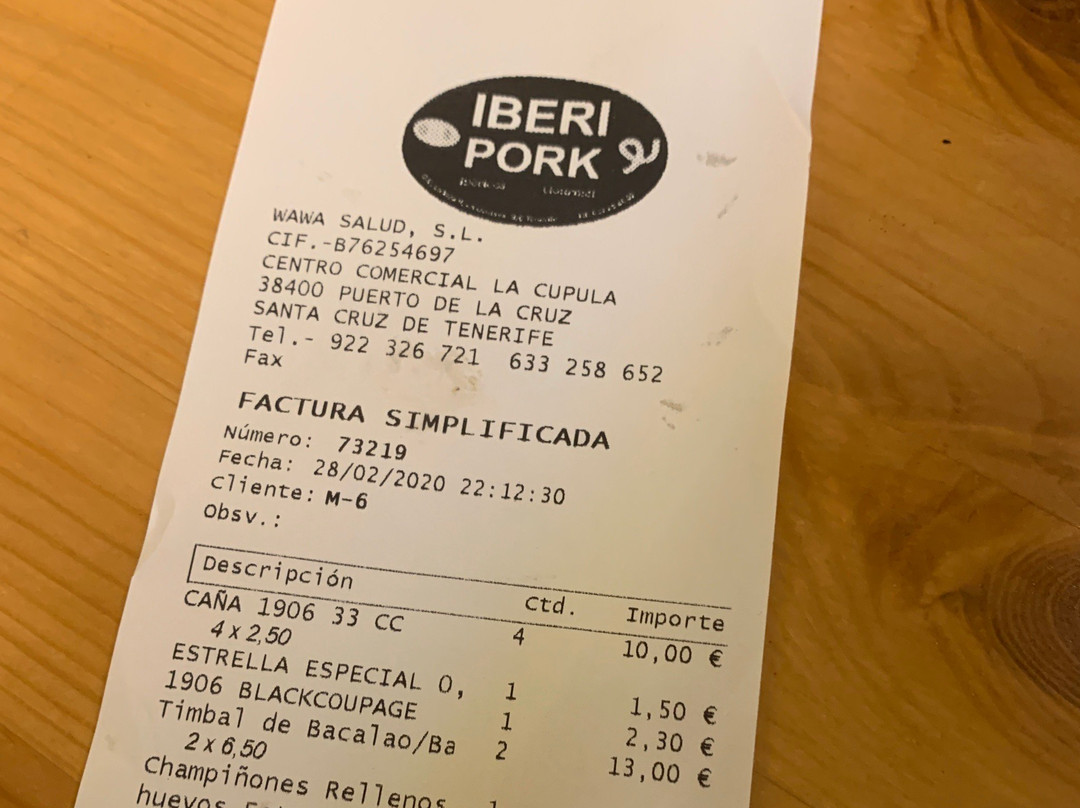 IBERI
PORK
WAWA SALUD, S.L.
CIF.-B76254697
CENTRO COMERCIAL LA CUPULA
38400 PUERTO DE LA CRUZ
SANTA CRUZ DE TENERIFE
Tel.- 922 326 721 633 258 652
Fax
FACTURA SIMPLIFICADA
Número: 73219
Fecha: 28/02/2020 22:12:30
Cliente: M-6
Obsv.:
Descripción Ctd. Importe
CAÑA 1906 33 CC 4 10,00 €
4 x 2,50
ESTRELLA ESPECIAL 0, 1 1,50 €
1906 BLACKCOUPAGE 1 2,30 €
Timbal de Bacalao/Ba 2 13,00 €
2 x 6,50
Champiñones Rellenos 1
huevos